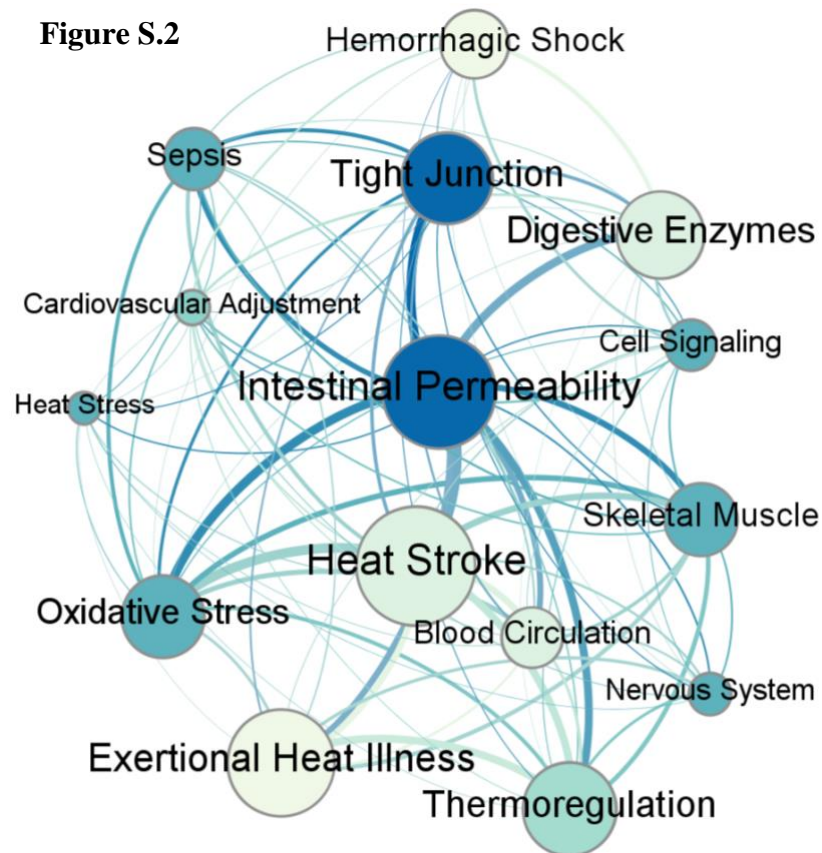 Figure S.2
Hemorrhagic Shock
Sepsis
Tight Junction
Digestive Enzymes
Cardiovascular Adjustment
Cell Signaling
Intestinal Permeability
Heat Stress
Skeletal Muscle
Heat Stroke
Oxidative Stress
Blood Circulation
Nervous System
Exertional Heat Illness
Thermoregulation